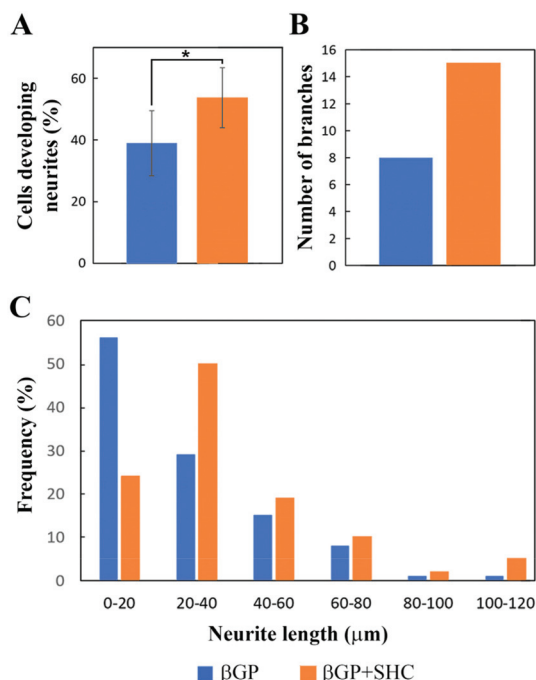 A
Cells developing
neurites (%)
60
40
20
0
*
B
Number of branches
16
14
12
10
8
6
4
2
0
C
Frequency (%)
60
50
40
30
20
10
0
0-20 20-40 40-60 60-80 80-100 100-120
Neurite length (μm)
βGP βGP+SHC